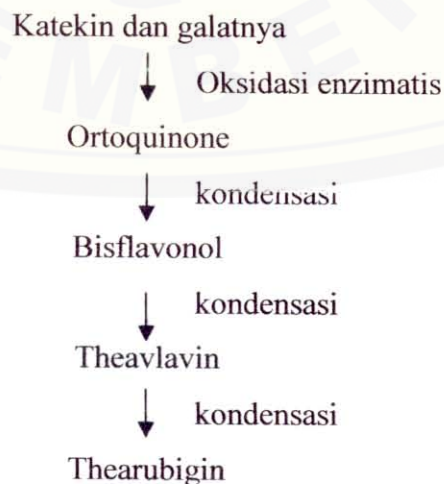 Katekin dan galatnya
Oksidasi enzimatis
Ortoquinone
kondensasi
Bisflavonol
kondensasi
Theavlavin
kondensasi
Thearubigin